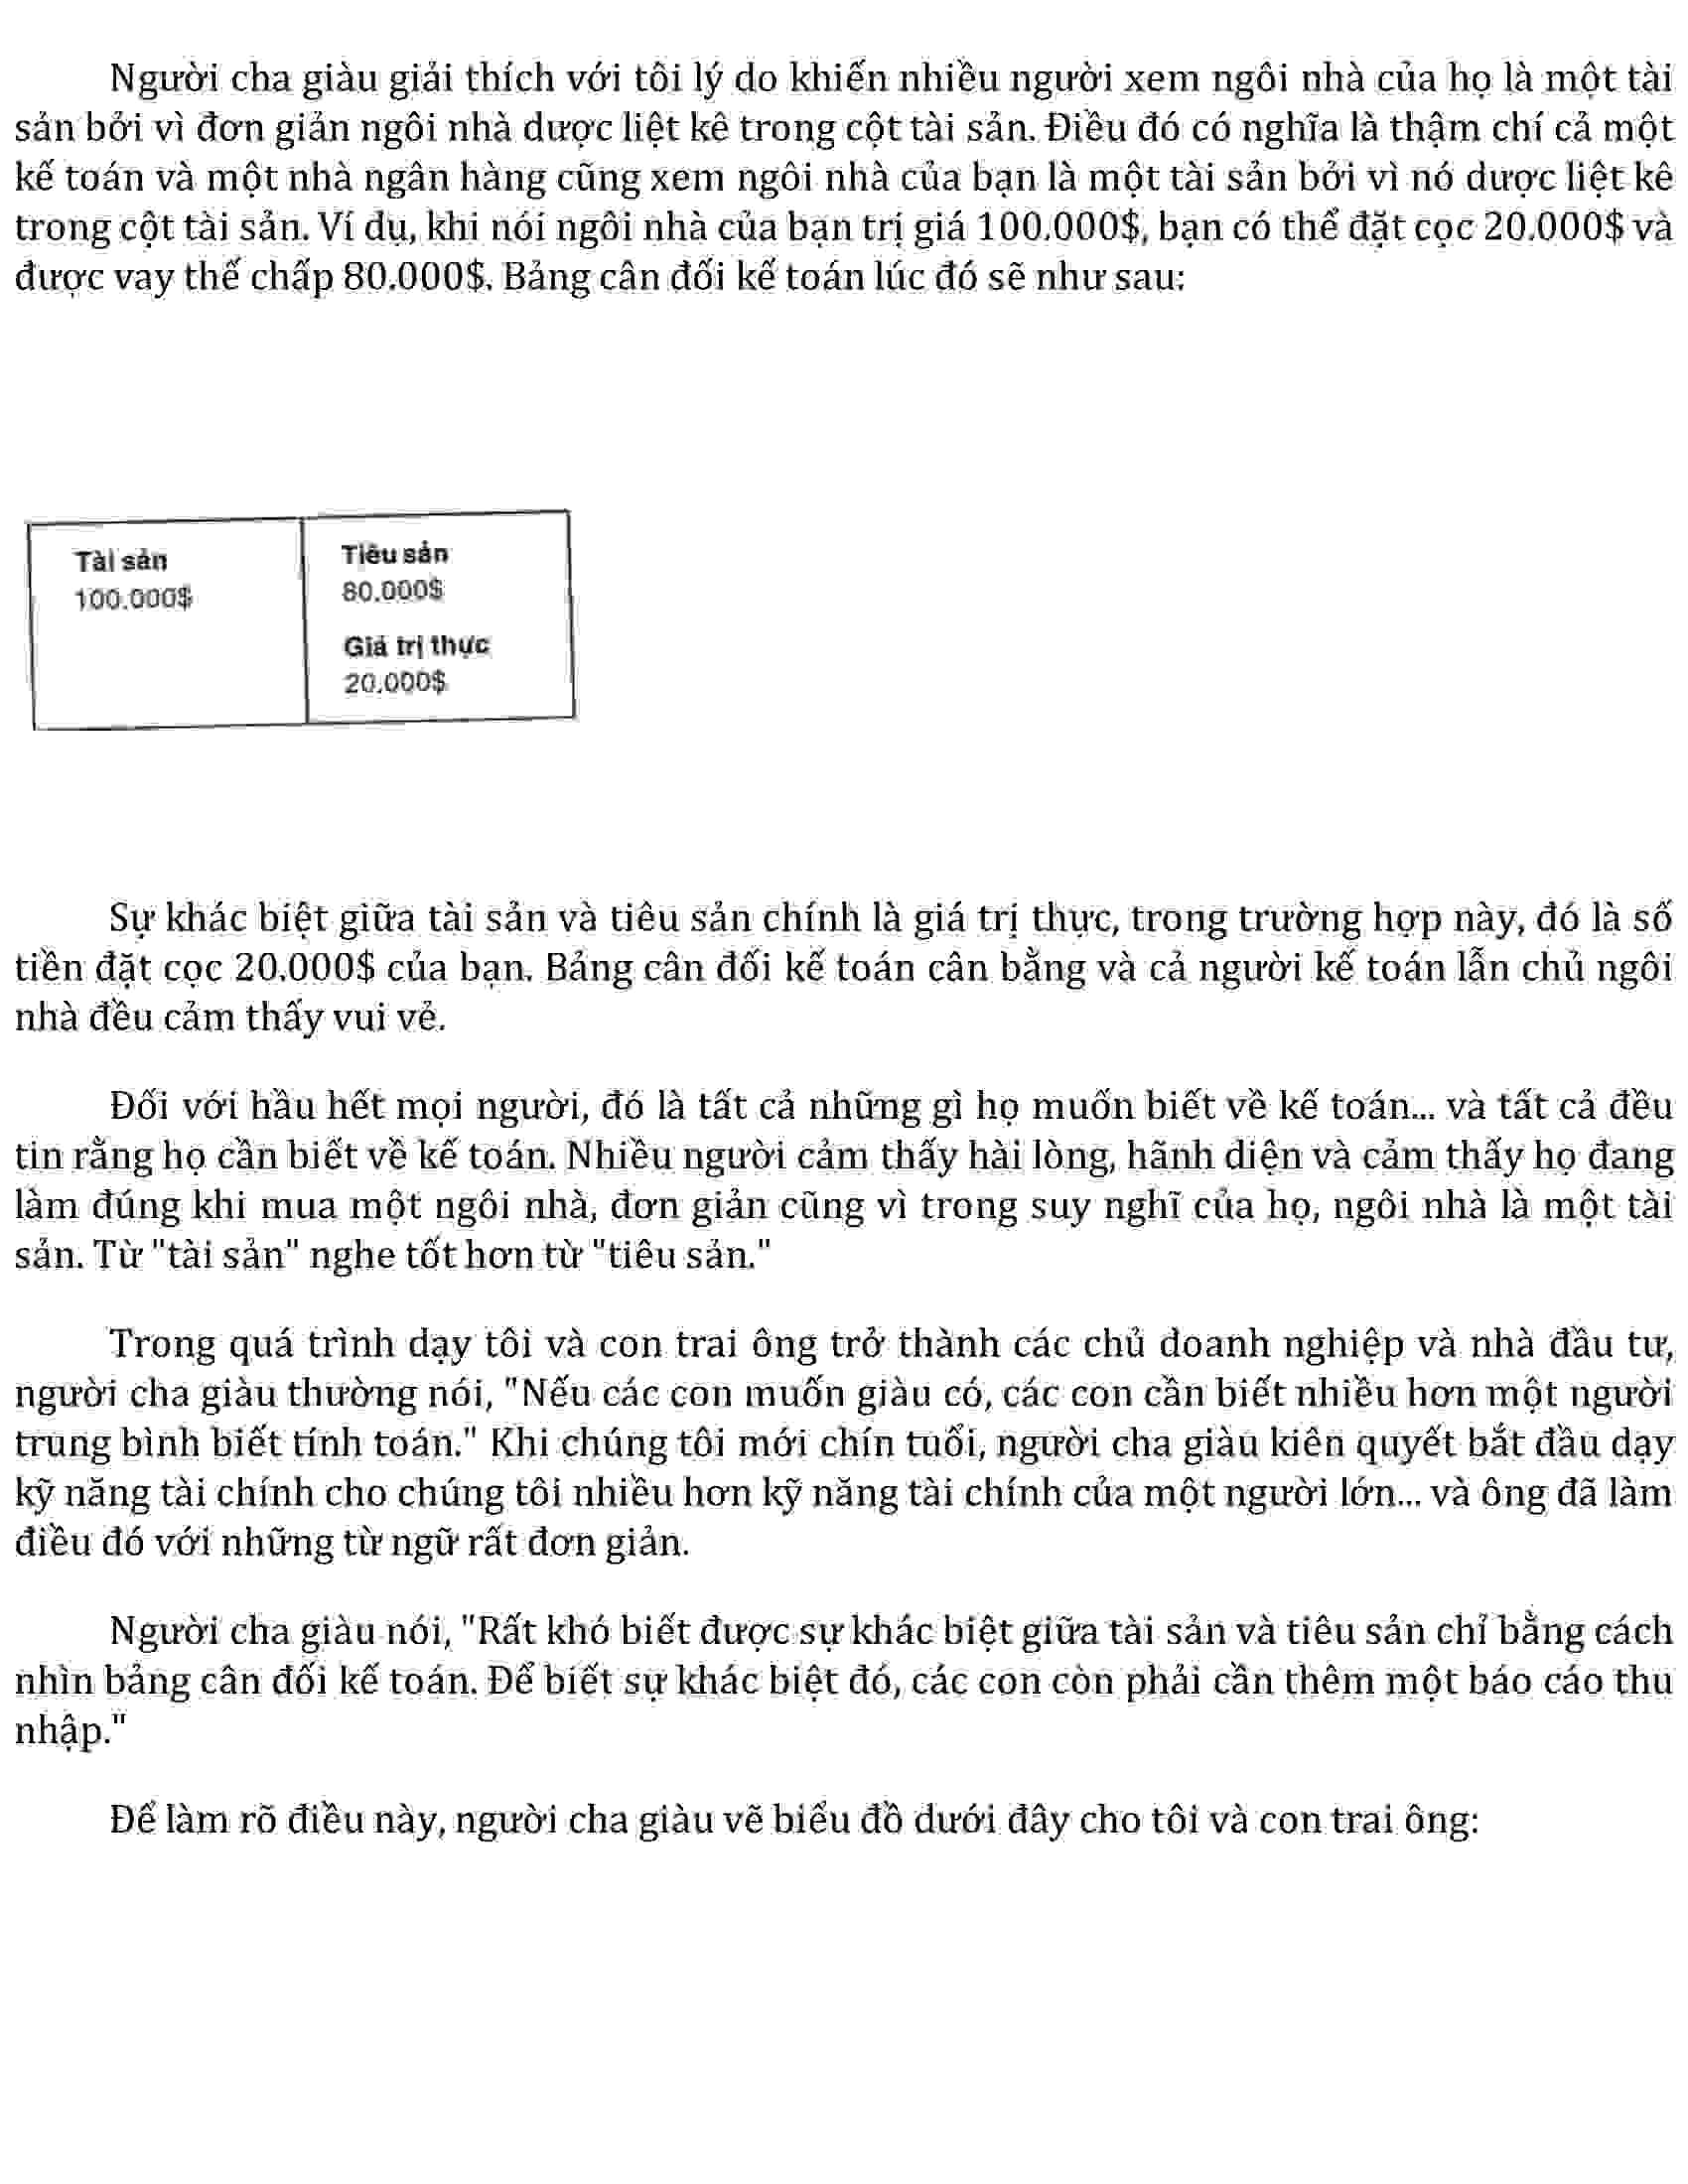 Người cha giàu giải thích với tôi lý do khiến nhiều người xem ngôi nhà của họ là một tài
sản bởi vì đơn giản ngôi nhà dược liệt kê trong cột tài sản. Điều đó có nghĩa là thậm chí cả một
kế toán và một nhà ngân hàng cũng xem ngôi nhà của bạn là một tài sản bởi vì nó dược liệt kê
trong cột tài sản. Ví dụ, khi nói ngôi nhà của bạn trị giá 100.000$, bạn có thể đặt cọc 20.000$ và
được vay thế chấp 80.000$. Bảng cân đối kế toán lúc đó sẽ như sau:
Tài sản
100.000$
Tiêu sản
80.000$
Giá trị thực
20.000$
Sự khác biệt giữa tài sản và tiêu sản chính là giá trị thực, trong trường hợp này, đó là số
tiền đặt cọc 20.000$ của bạn. Bảng cân đối kế toán cân bằng và cả người kế toán lẫn chủ ngôi
nhà đều cảm thấy vui vẻ.
Đối với hầu hết mọi người, đó là tất cả những gì họ muốn biết về kế toán... và tất cả đều
tin rằng họ cần biết về kế toán. Nhiều người cảm thấy hài lòng, hãnh diện và cảm thấy họ đang
làm đúng khi mua một ngôi nhà, đơn giản cũng vì trong suy nghĩ của họ, ngôi nhà là một tài
sản. Từ "tài sản" nghe tốt hơn từ "tiêu sản."
Trong quá trình dạy tôi và con trai ông trở thành các chủ doanh nghiệp và nhà đầu tư,
người cha giàu thường nói, "Nếu các con muốn giàu có, các con cần biết nhiều hơn một người
trung bình biết tính toán." Khi chúng tôi mới chín tuổi, người cha giàu kiên quyết bắt đầu dạy
kỹ năng tài chính cho chúng tôi nhiều hơn kỹ năng tài chính của một người lớn... và ông đã làm
điều đó với những từ ngữ rất đơn giản.
Người cha giàu nói, "Rất khó biết được sự khác biệt giữa tài sản và tiêu sản chỉ bằng cách
nhìn bảng cân đối kế toán. Để biết sự khác biệt đó, các con còn phải cần thêm một báo cáo thu
nhập."
Để làm rõ điều này, người cha giàu vẽ biểu đồ dưới đây cho tôi và con trai ông: